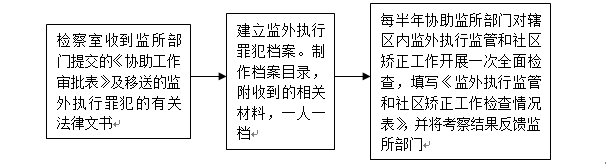 检察室收到监所部
门提交的《协助工作
审批表》及移送的监
外执行罪犯的有关
法律文书
建立监外执行
罪犯档案。制
作档案目录，
附收到的相关
材料，一人一
档
每半年协助监所部门对辖
区内监外执行监管和社区
矫正工作开展一次全面检
查，填写《监外执行监管
和社区矫正工作检查情况
表》，并将考察结果反馈监
所部门